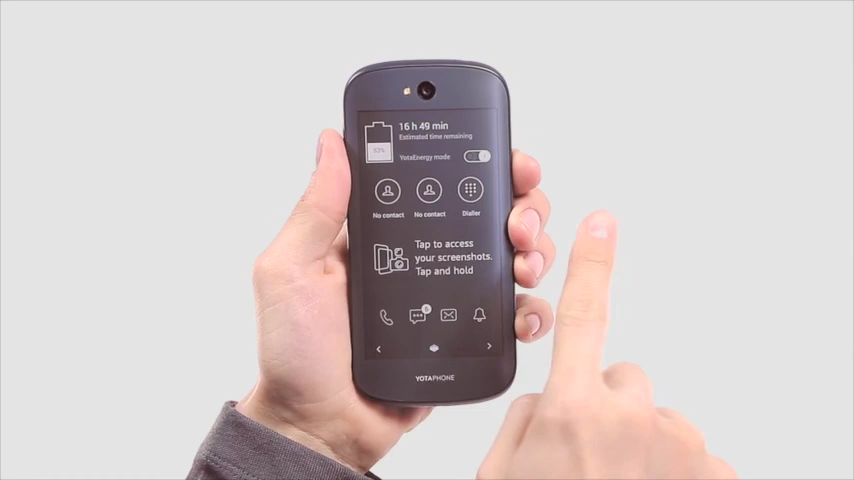 16 h 49 min
Estimated time remaining
53%
YotaEnergy mode
No contact
No contact
Dialler
Tap to access
your screenshots.
Tap and hold
YOTAPHONE